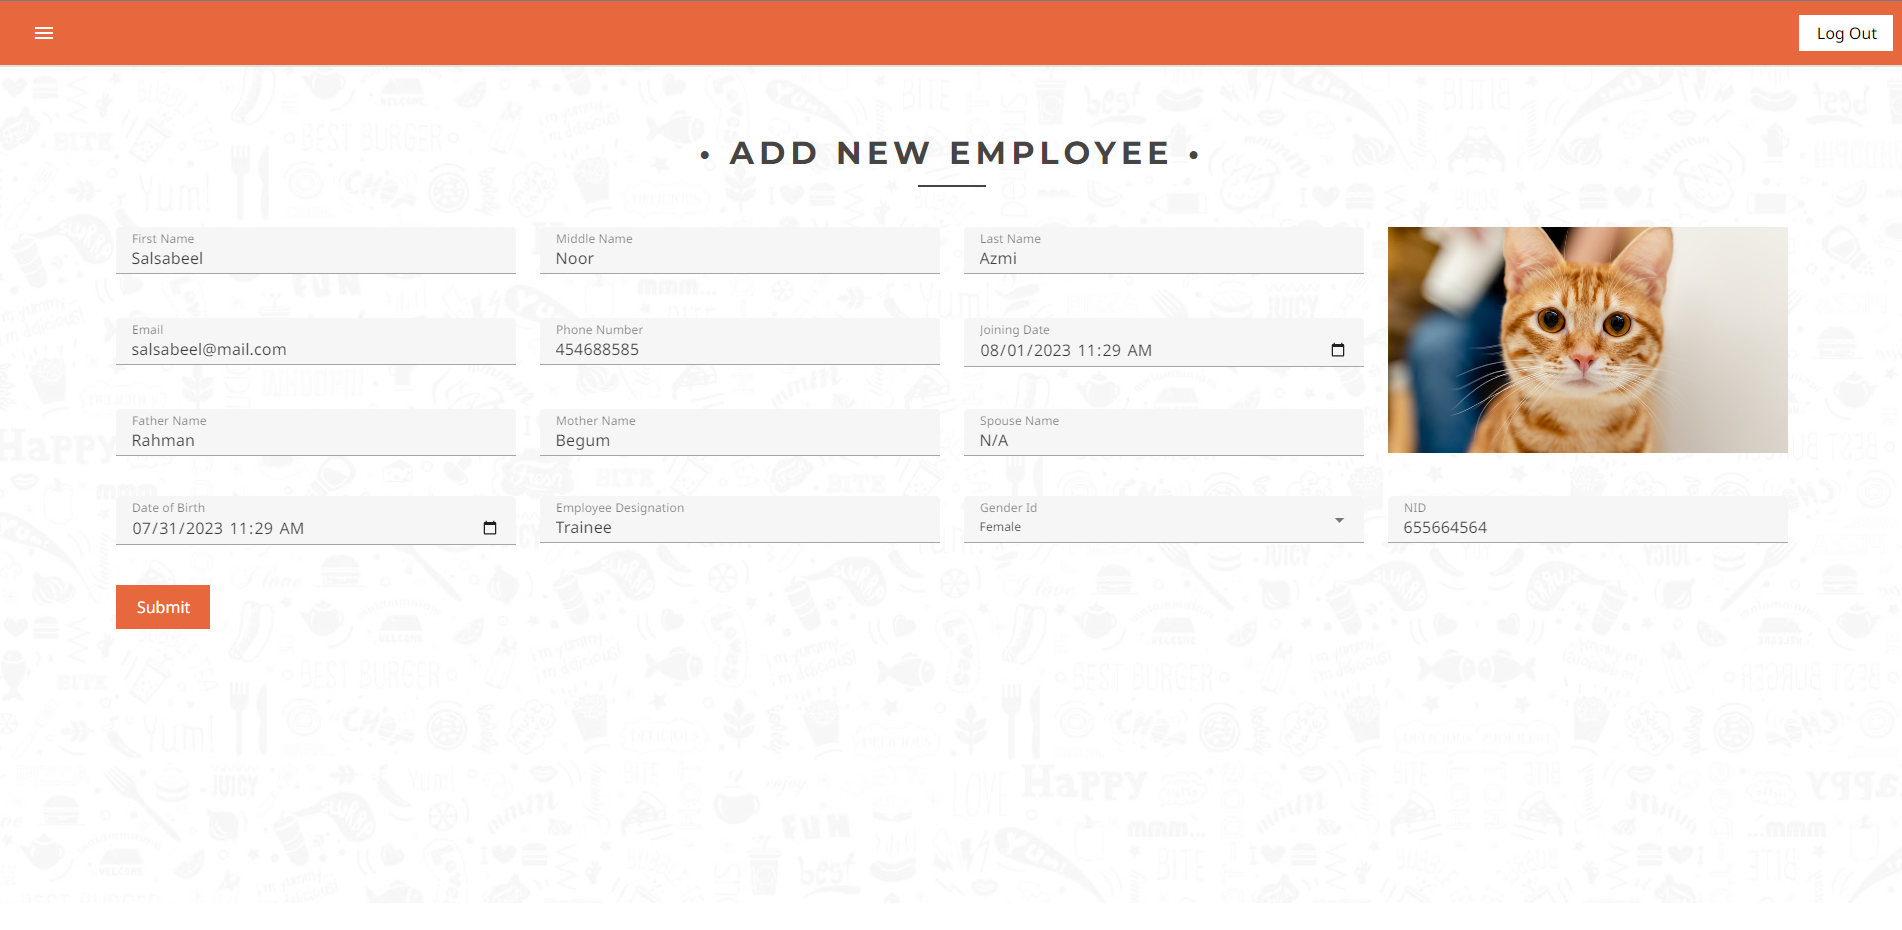 Log Out
• ADD NEW EMPLOYEE •
First Name
Salsabeel
Middle Name
Noor
Last Name
Azmi
Email
salsabeel@mail.com
Phone Number
454688585
Joining Date
08/01/2023 11:29 AM
Father Name
Rahman
Mother Name
Begum
Spouse Name
N/A
Date of Birth
07/31/2023 11:29 AM
Employee Designation
Trainee
Gender Id
Female
NID
655664564
Submit